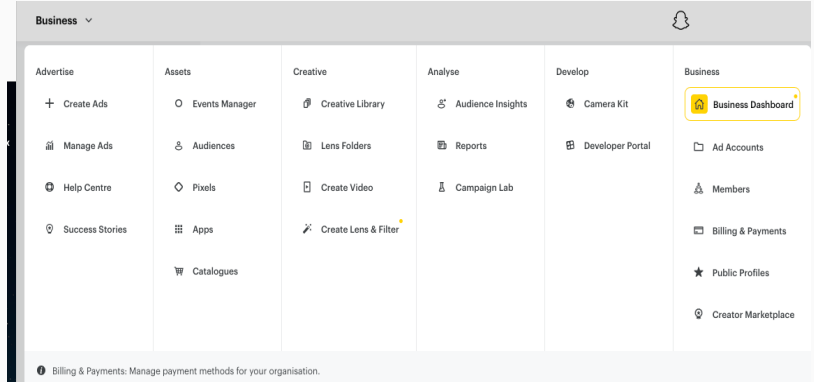 Business
Advertise
Create Ads
Manage Ads
Help Centre
Success Stories
Assets
Events Manager
Audiences
Pixels
Apps
Catalogues
Creative
Creative Library
Lens Folders
Create Video
Create Lens & Filter
Analyse
Audience Insights
Reports
Campaign Lab
Develop
Camera Kit
Developer Portal
Business
Business Dashboard
Ad Accounts
Members
Billing & Payments
Public Profiles
Creator Marketplace
Billing & Payments: Manage payment methods for your organisation.